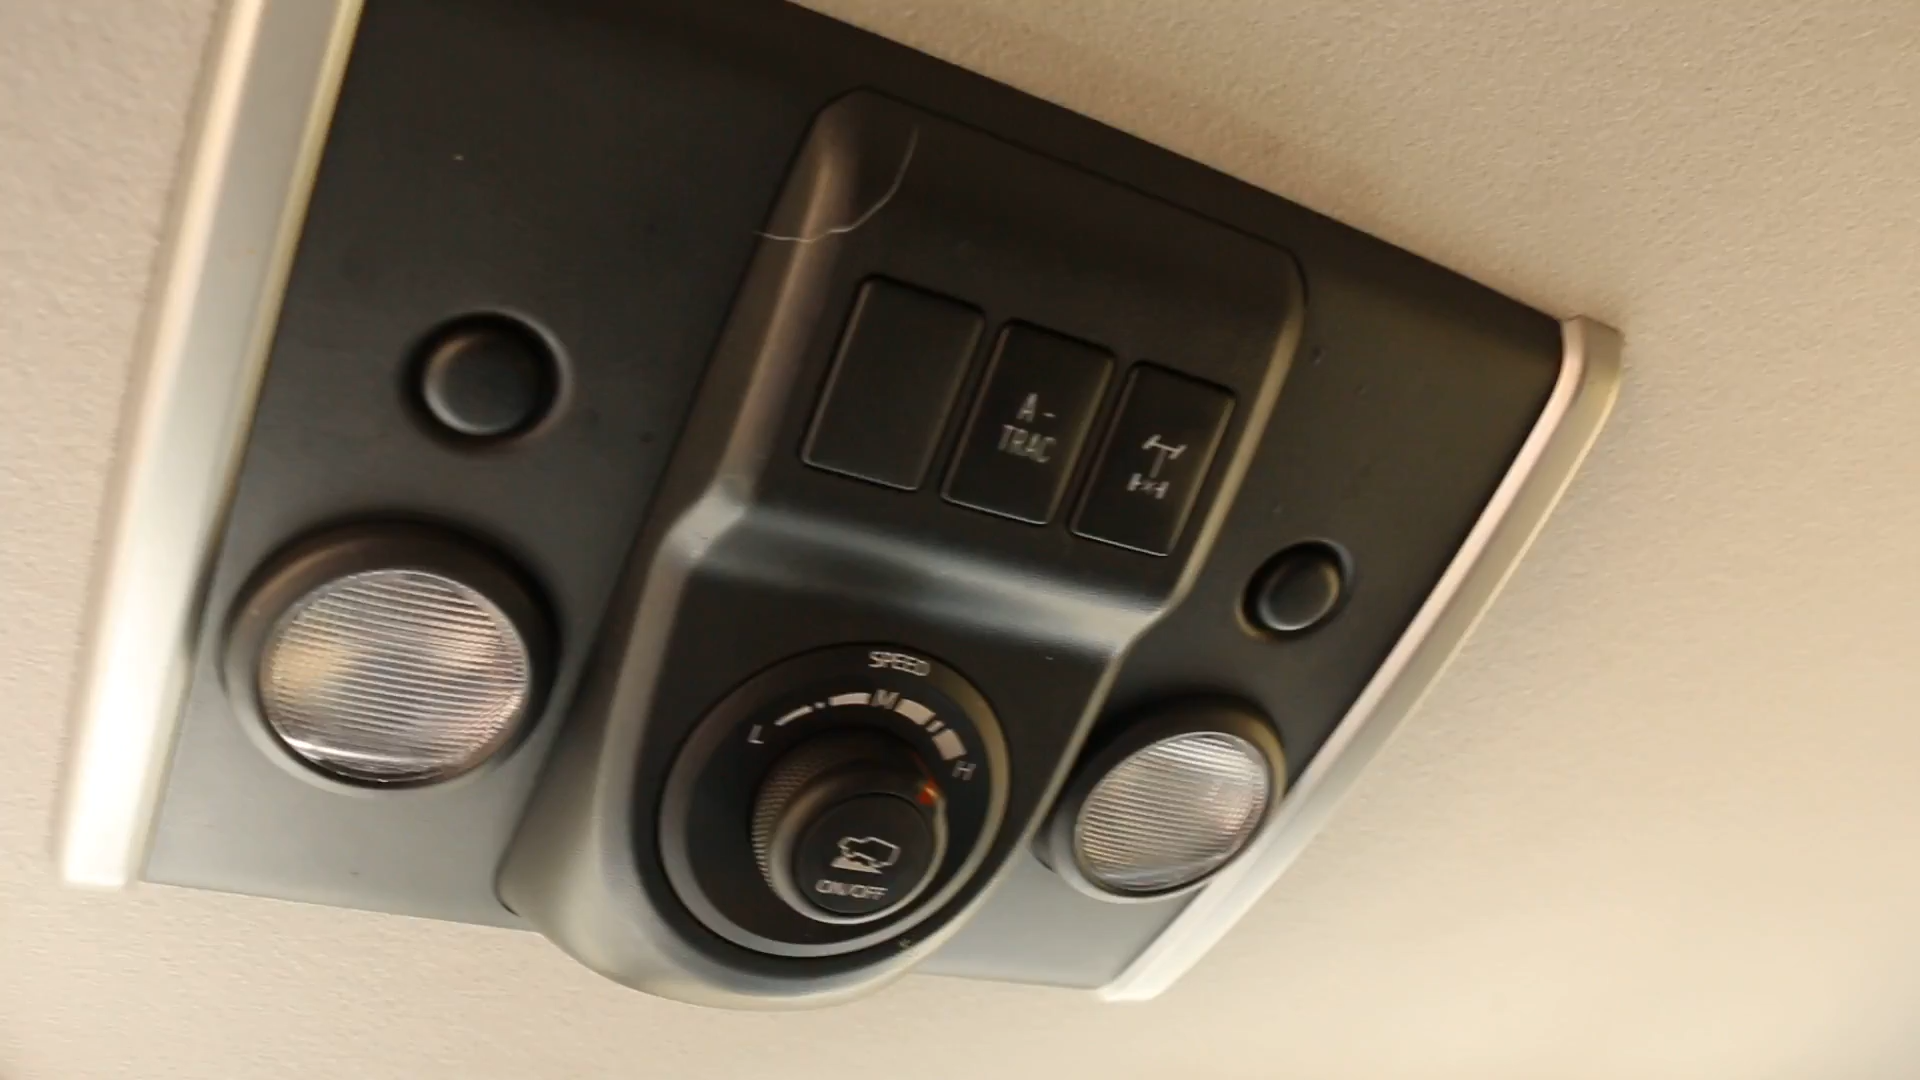 A -
TRAC
SPEED
L
M
H
ON/OFF